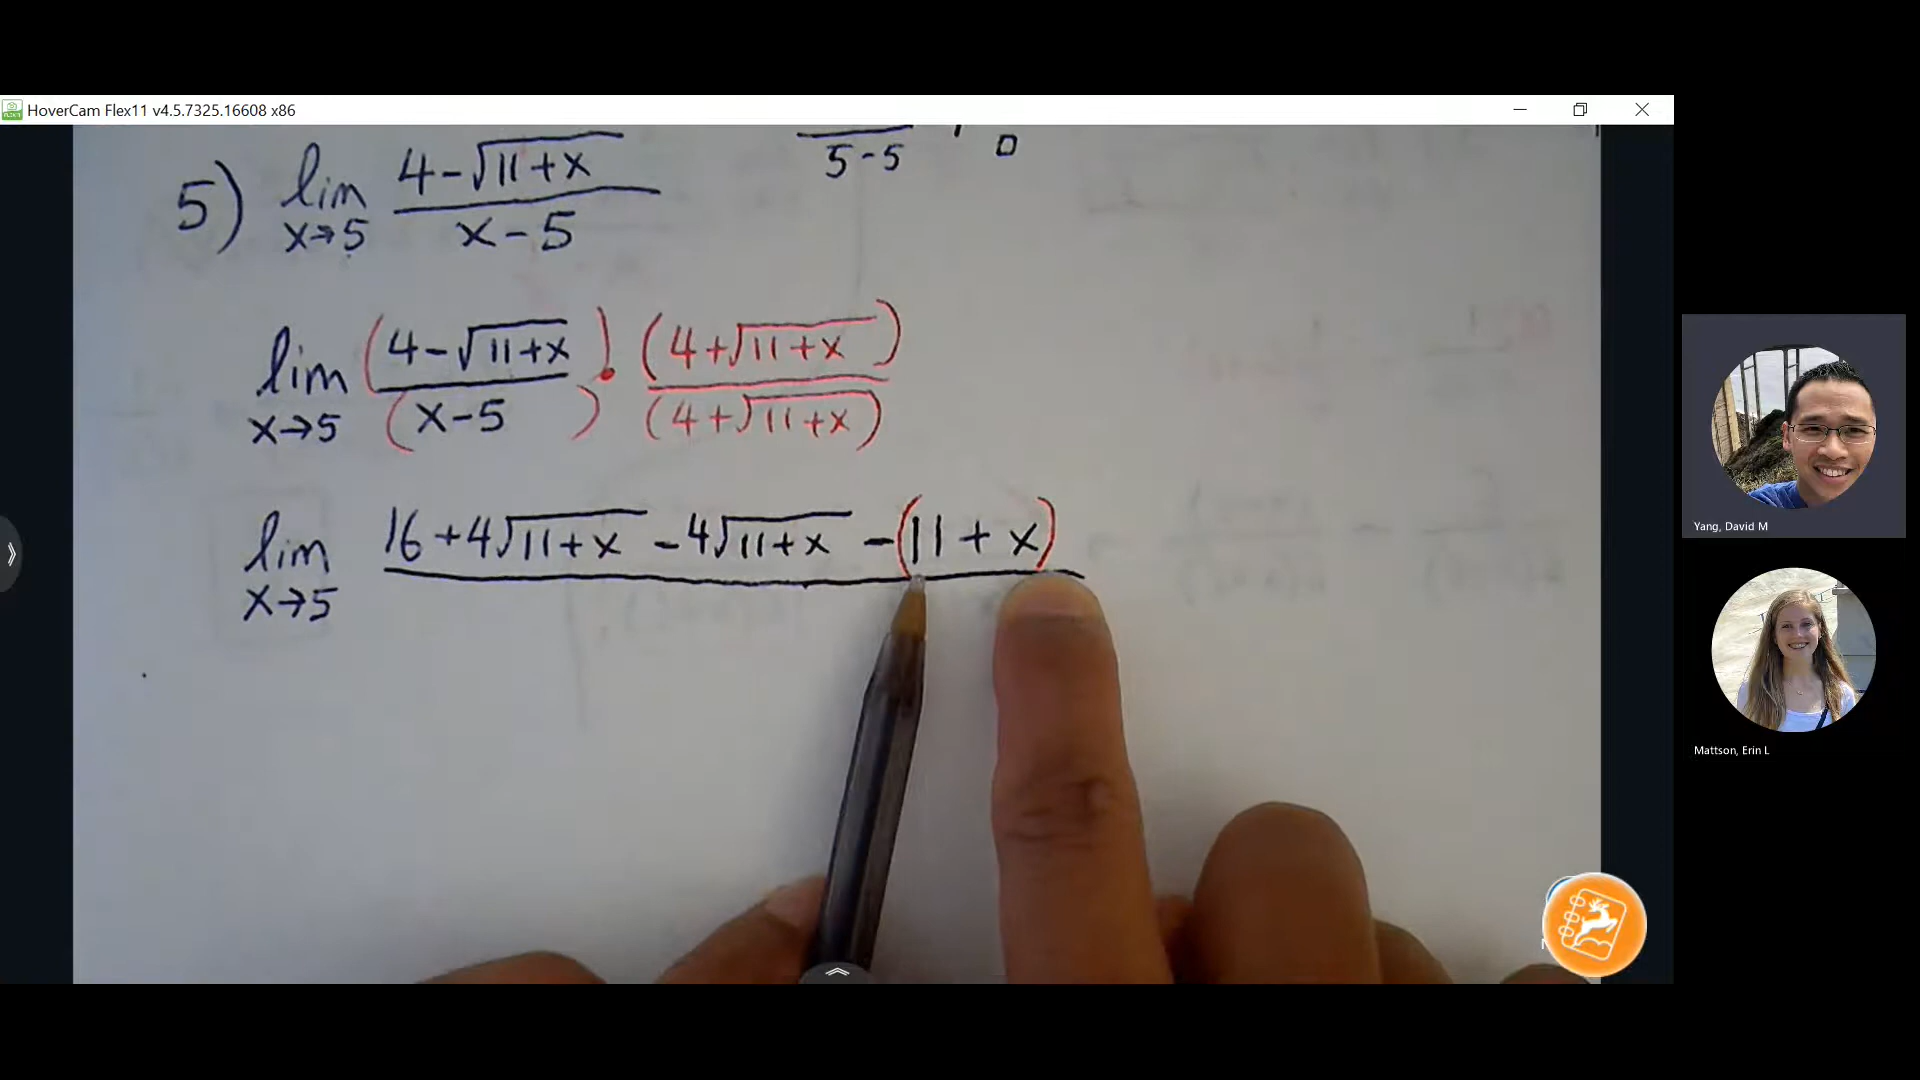 HoverCam Flex11 v4.5.7325.16608 x86
5) lim x→5 (4-√11+x)/(x-5)
5-5
0
lim x→5 (4-√11+x)/(x-5) • (4+√11+x)/(4+√11+x)
lim x→5 16+4√11+x -4√11+x -(11+x)
Yang, David M
Mattson, Erin L